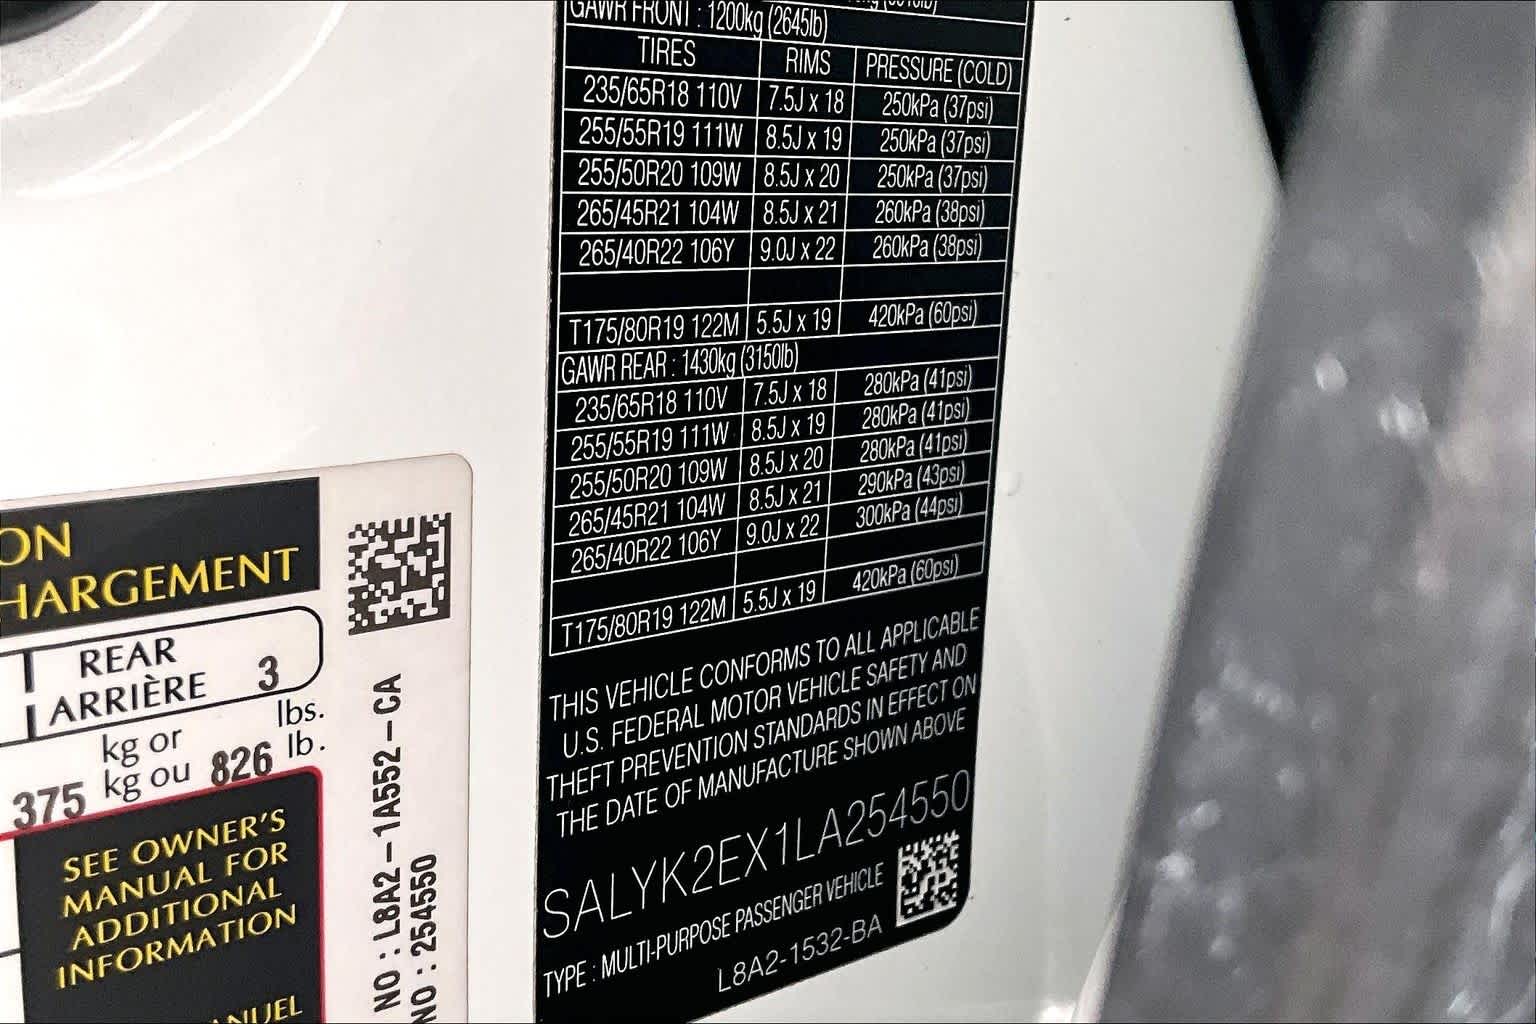 GAWR FRONT : 1200kg (2645lb)
TIRES RIMS PRESSURE (COLD)
235/65R18 110V 7.5J x 18 250kPa (37psi)
255/55R19 111W 8.5J x 19 250kPa (37psi)
255/50R20 109W 8.5J x 20 250kPa (37psi)
265/45R21 104W 8.5J x 21 260kPa (38psi)
265/40R22 106Y 9.0J x 22 260kPa (38psi)
T175/80R19 122M 5.5J x 19 420kPa (60psi)
GAWR REAR : 1430kg (3150lb)
235/65R18 110V 7.5J x 18 280kPa (41psi)
255/55R19 111W 8.5J x 19 280kPa (41psi)
255/50R20 109W 8.5J x 20 280kPa (41psi)
265/45R21 104W 8.5J x 21 290kPa (43psi)
265/40R22 106Y 9.0J x 22 300kPa (44psi)
T175/80R19 122M 5.5J x 19 420kPa (60psi)
THIS VEHICLE CONFORMS TO ALL APPLICABLE
U.S. FEDERAL MOTOR VEHICLE SAFETY AND
THEFT PREVENTION STANDARDS IN EFFECT ON
THE DATE OF MANUFACTURE SHOWN ABOVE
SALYK2EX1LA254550
TYPE : MULTI-PURPOSE PASSENGER VEHICLE
L8A2-1532-BA
ON
HARGEMENT
REAR
ARRIÈRE 3
kg or lbs.
375 kg ou 826 lb.
SEE OWNER'S
MANUAL FOR
ADDITIONAL
INFORMATION
ANUEL
NO : L8A2-1A552-CA
NO : 254550